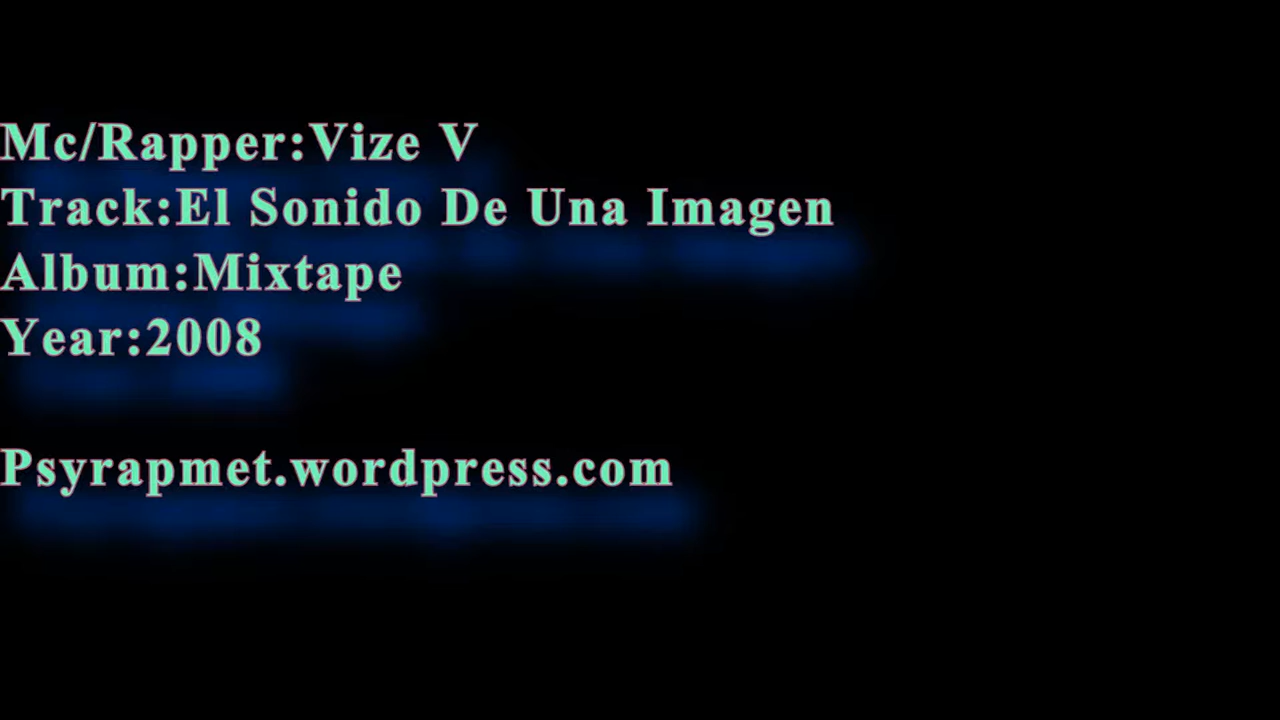 Mc/Rapper:Vize V
Track:El Sonido De Una Imagen
Album:Mixtape
Year:2008
Psyrapmet.wordpress.com